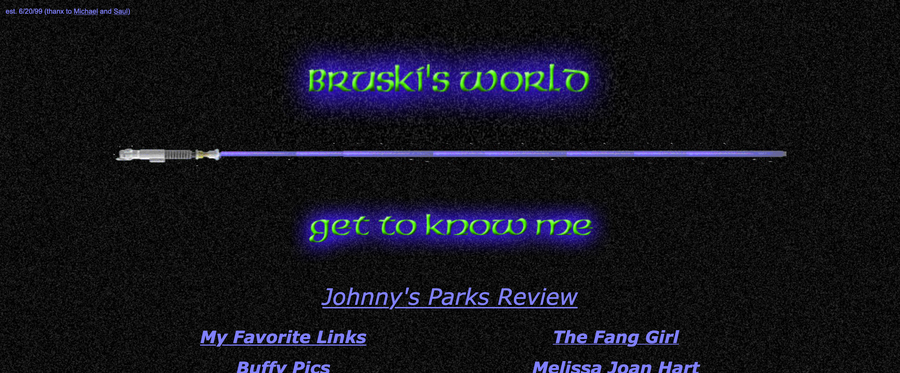 est. 6/20/99 (thanx to Michael and Saul)
Bruski's World
get to know me
Johnny's Parks Review
My Favorite Links The Fang Girl
Buffy Pics Melissa Joan Hart